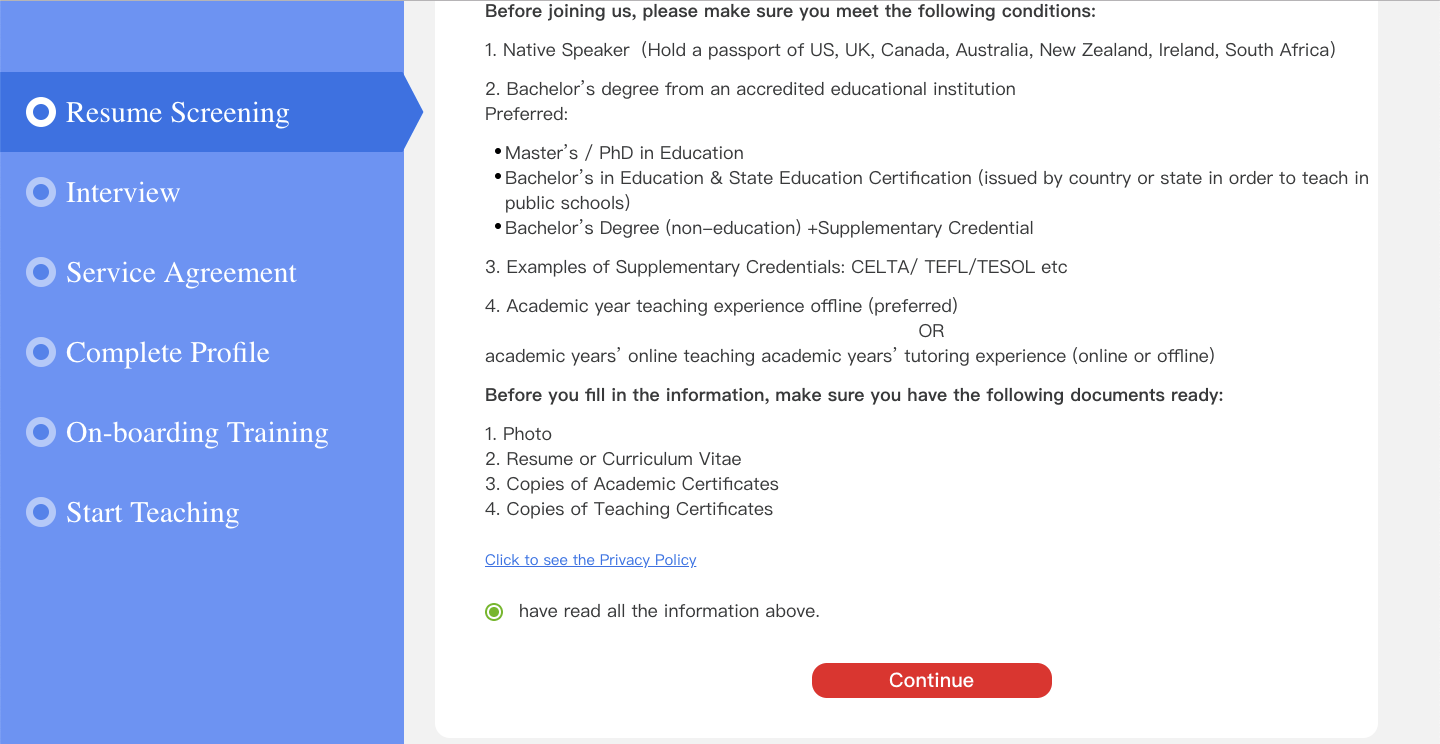 Resume Screening
Interview
Service Agreement
Complete Profile
On-boarding Training
Start Teaching
Before joining us, please make sure you meet the following conditions:
1. Native Speaker (Hold a passport of US, UK, Canada, Australia, New Zealand, Ireland, South Africa)
2. Bachelor's degree from an accredited educational institution
Preferred:
• Master's / PhD in Education
• Bachelor's in Education & State Education Certification (issued by country or state in order to teach in
public schools)
• Bachelor's Degree (non-education) +Supplementary Credential
3. Examples of Supplementary Credentials: CELTA/ TEFL/TESOL etc
4. Academic year teaching experience offline (preferred)
OR
academic years' online teaching academic years' tutoring experience (online or offline)
Before you fill in the information, make sure you have the following documents ready:
1. Photo
2. Resume or Curriculum Vitae
3. Copies of Academic Certificates
4. Copies of Teaching Certificates
Click to see the Privacy Policy
have read all the information above.
Continue